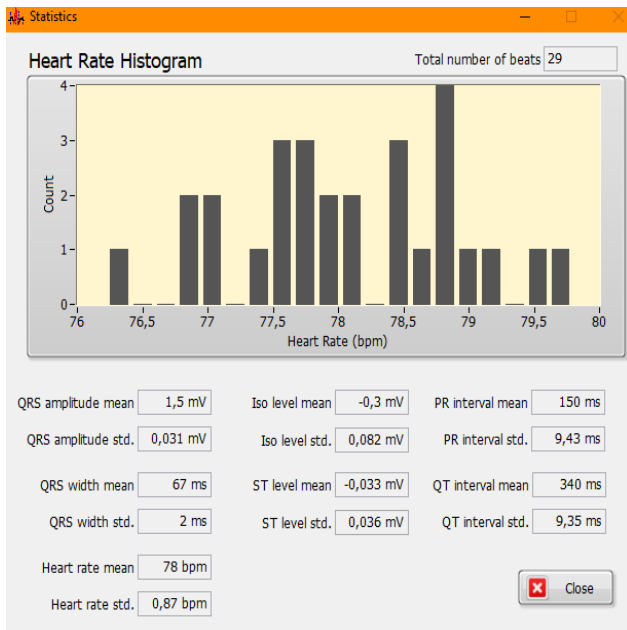 Statistics
Heart Rate Histogram
Total number of beats 29
4
3
2
1
0
Count
76 76,5 77 77,5 78 78,5 79 79,5 80
Heart Rate (bpm)
QRS amplitude mean 1,5 mV Iso level mean -0,3 mV PR interval mean 150 ms
QRS amplitude std. 0,031 mV Iso level std. 0,082 mV PR interval std. 9,43 ms
QRS width mean 67 ms ST level mean -0,033 mV QT interval mean 340 ms
QRS width std. 2 ms ST level std. 0,036 mV QT interval std. 9,35 ms
Heart rate mean 78 bpm
Heart rate std. 0,87 bpm
Close